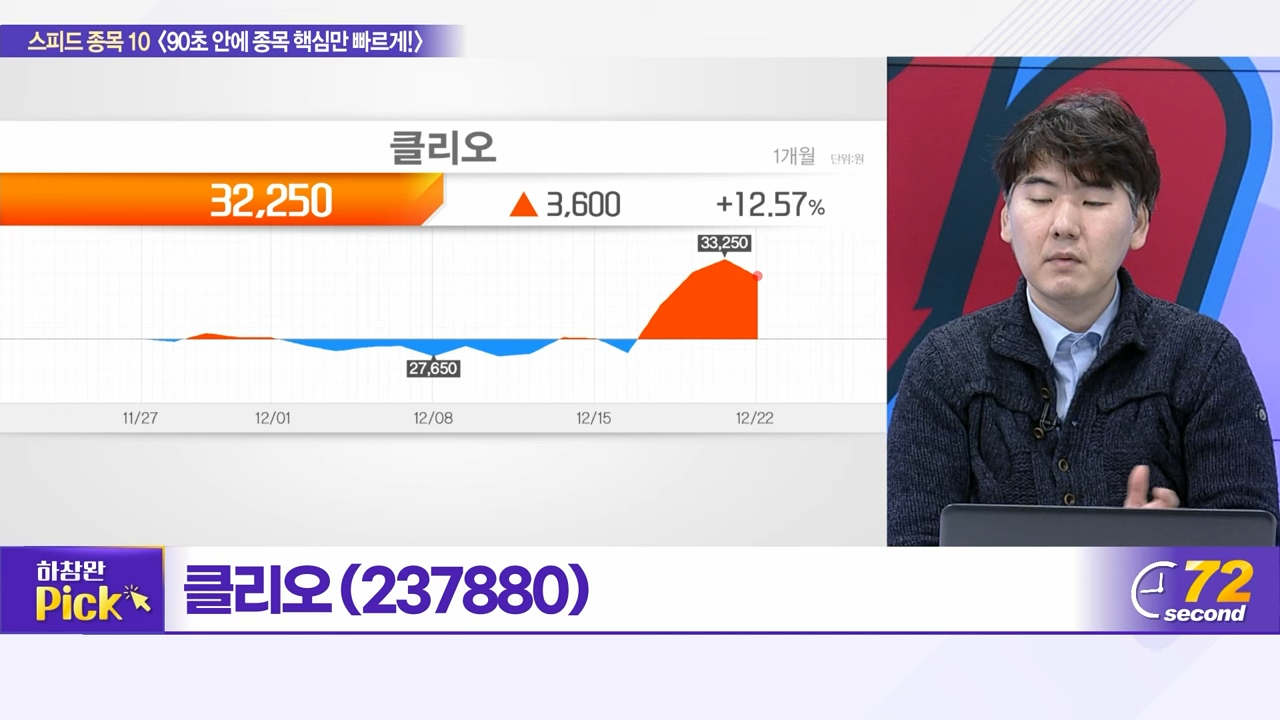 스피드 종목 10 〈90초 안에 종목 핵심만 빠르게!〉
클리오
1개월 단위:원
32,250 ▲ 3,600 +12.57%
33,250
27,650
11/27 12/01 12/08 12/15 12/22
하창완
Pick
클리오 (237880)
72
second